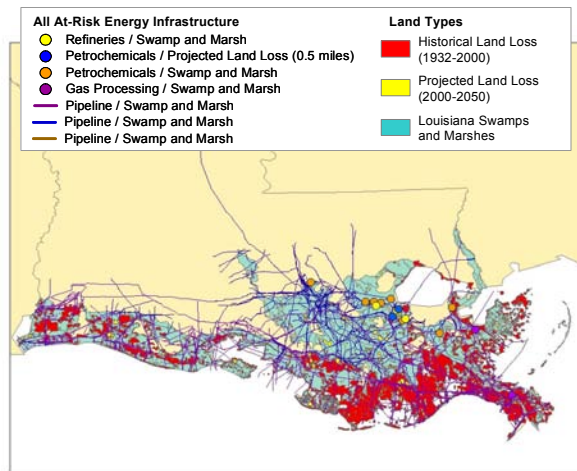 All At-Risk Energy Infrastructure
Refineries / Swamp and Marsh
Petrochemicals / Projected Land Loss (0.5 miles)
Petrochemicals / Swamp and Marsh
Gas Processing / Swamp and Marsh
Pipeline / Swamp and Marsh
Pipeline / Swamp and Marsh
Pipeline / Swamp and Marsh
Land Types
Historical Land Loss
(1932-2000)
Projected Land Loss
(2000-2050)
Louisiana Swamps
and Marshes